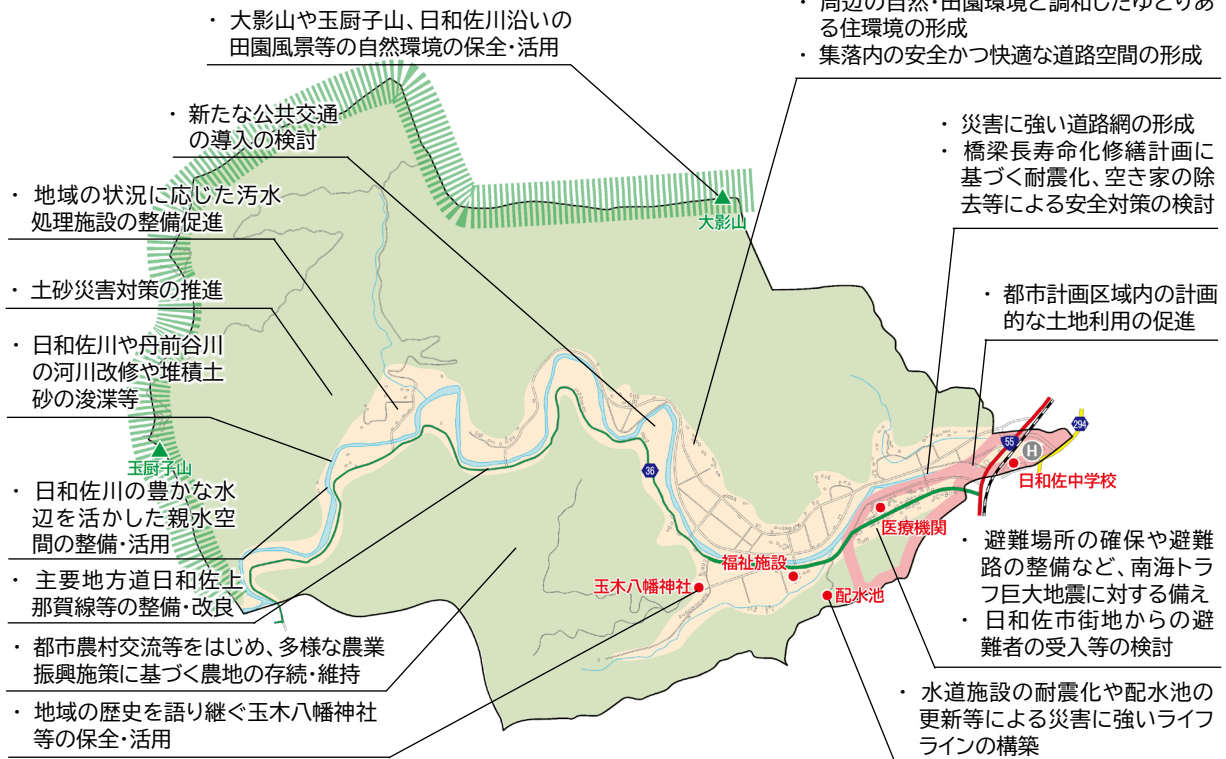 ・ 大影山や玉厨子山、日和佐川沿いの
田園風景等の自然環境の保全・活用
・ 周辺の自然・田園環境と調和したゆとりあ
る住環境の形成
・ 集落内の安全かつ快適な道路空間の形成
・ 新たな公共交通
の導入の検討
・ 災害に強い道路網の形成
・ 橋梁長寿命化修繕計画に
基づく耐震化、空き家の除
去等による安全対策の検討
・ 地域の状況に応じた汚水
処理施設の整備促進
大影山
・ 土砂災害対策の推進
・ 都市計画区域内の計画
的な土地利用の促進
・ 日和佐川や丹前谷川
の河川改修や堆積土
砂の浚渫等
294
55
H
日和佐中学校
玉厨子山
36
・ 日和佐川の豊かな水
辺を活かした親水空
間の整備・活用
医療機関
・ 避難場所の確保や避難
路の整備など、南海トラ
フ巨大地震に対する備え
・ 日和佐市街地からの避
難者の受入等の検討
福祉施設
玉木八幡神社
配水池
・ 主要地方道日和佐上
那賀線等の整備・改良
・ 都市農村交流等をはじめ、多様な農業
振興施策に基づく農地の存続・維持
・ 地域の歴史を語り継ぐ玉木八幡神社
等の保全・活用
・ 水道施設の耐震化や配水池の
更新等による災害に強いライフ
ラインの構築